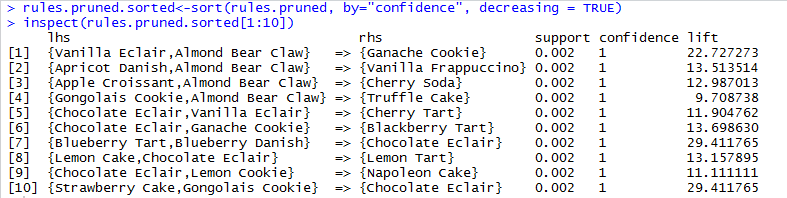 > rules.pruned.sorted<-sort(rules.pruned, by="confidence", decreasing = TRUE)
> inspect(rules.pruned.sorted[1:10])
lhs rhs support confidence lift
[1] {Vanilla Eclair,Almond Bear Claw} => {Ganache Cookie} 0.002 1 22.727273
[2] {Apricot Danish,Almond Bear Claw} => {Vanilla Frappuccino} 0.002 1 13.513514
[3] {Apple Croissant,Almond Bear Claw} => {Cherry Soda} 0.002 1 12.987013
[4] {Gongolais Cookie,Almond Bear Claw} => {Truffle Cake} 0.002 1 9.708738
[5] {Chocolate Eclair,Vanilla Eclair} => {Cherry Tart} 0.002 1 11.904762
[6] {Chocolate Eclair,Ganache Cookie} => {Blackberry Tart} 0.002 1 13.698630
[7] {Blueberry Tart,Blueberry Danish} => {Chocolate Eclair} 0.002 1 29.411765
[8] {Lemon Cake,Chocolate Eclair} => {Lemon Tart} 0.002 1 13.157895
[9] {Chocolate Eclair,Lemon Cookie} => {Napoleon Cake} 0.002 1 11.111111
[10] {Strawberry Cake,Gongolais Cookie} => {Chocolate Eclair} 0.002 1 29.411765